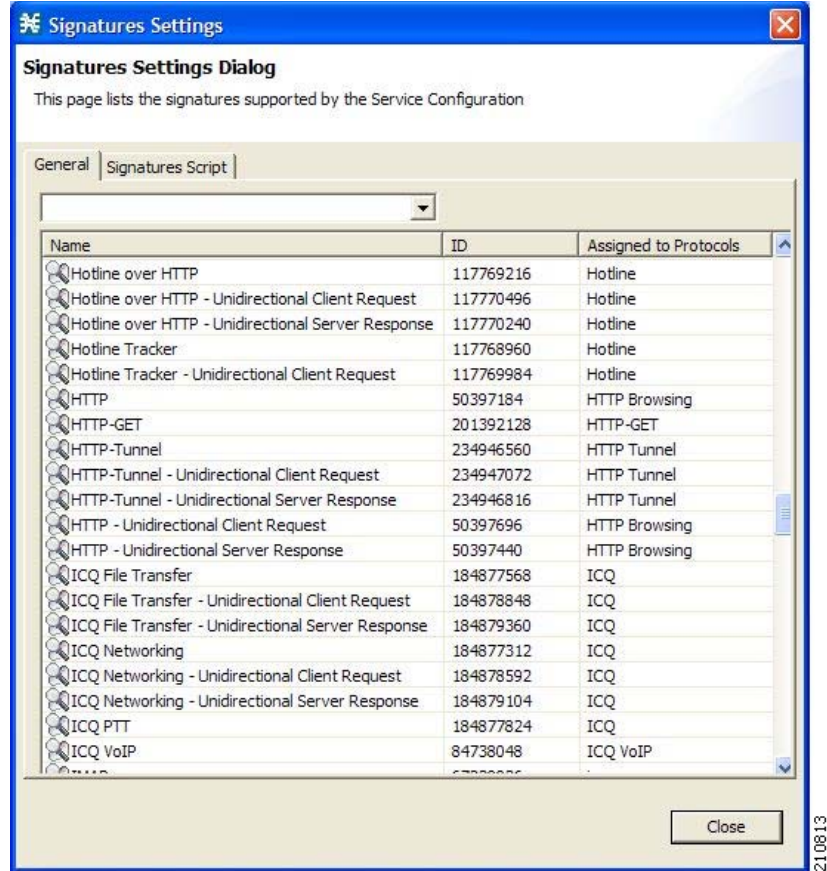 Signatures Settings
Signatures Settings Dialog
This page lists the signatures supported by the Service Configuration
General Signatures Script
Name ID Assigned to Protocols
Hotline over HTTP 117769216 Hotline
Hotline over HTTP - Unidirectional Client Request 117770496 Hotline
Hotline over HTTP - Unidirectional Server Response 117770240 Hotline
Hotline Tracker 117768960 Hotline
Hotline Tracker - Unidirectional Client Request 117769984 Hotline
HTTP 50397184 HTTP Browsing
HTTP-GET 201392128 HTTP-GET
HTTP-Tunnel 234946560 HTTP Tunnel
HTTP-Tunnel - Unidirectional Client Request 234947072 HTTP Tunnel
HTTP-Tunnel - Unidirectional Server Response 234946816 HTTP Tunnel
HTTP - Unidirectional Client Request 50397696 HTTP Browsing
HTTP - Unidirectional Server Response 50397440 HTTP Browsing
ICQ File Transfer 184877568 ICQ
ICQ File Transfer - Unidirectional Client Request 184878848 ICQ
ICQ File Transfer - Unidirectional Server Response 184879360 ICQ
ICQ Networking 184877312 ICQ
ICQ Networking - Unidirectional Client Request 184878592 ICQ
ICQ Networking - Unidirectional Server Response 184879104 ICQ
ICQ PTT 184877824 ICQ
ICQ VoIP 84738048 ICQ VoIP
Close
210813